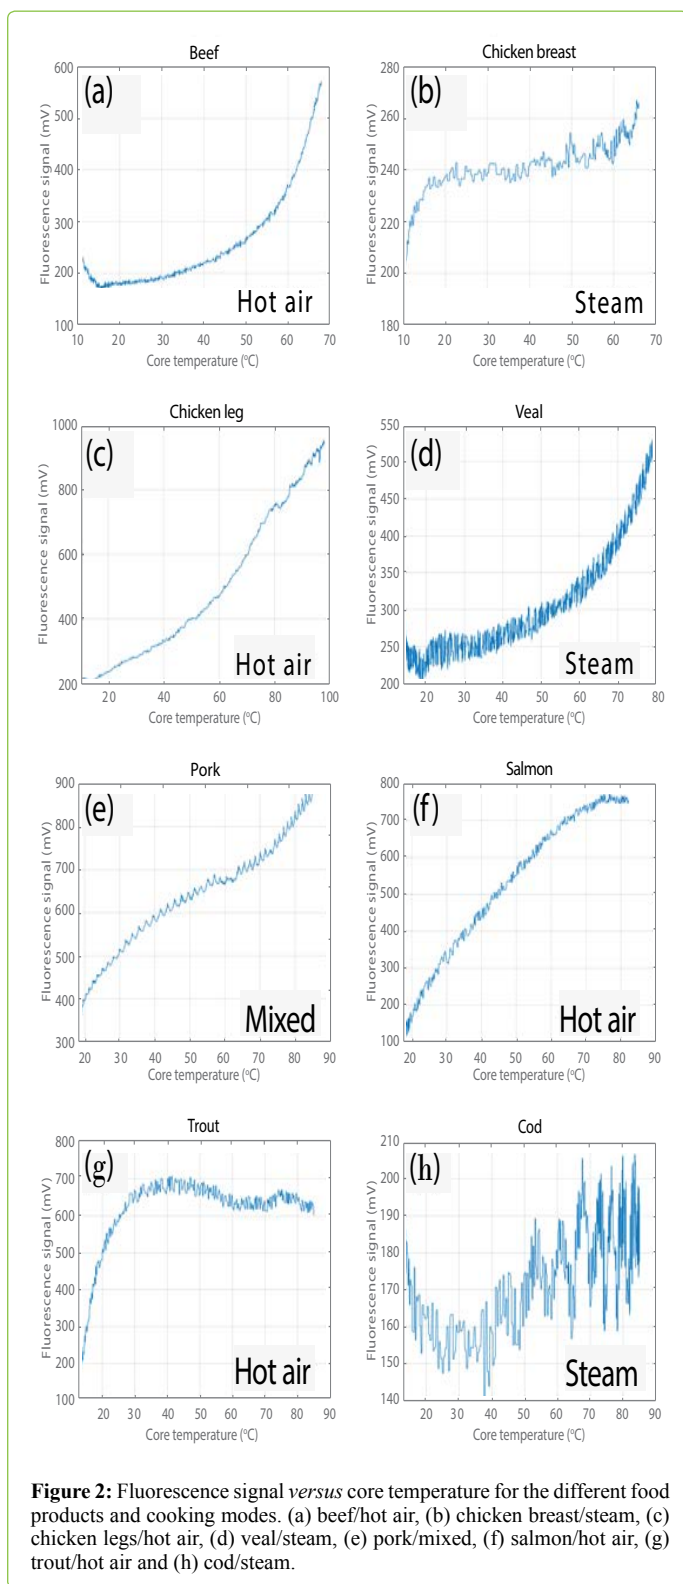 Beef
(a)
Fluorescence signal (mV)
600
500
400
300
200
100
Hot air
10 20 30 40 50 60 70
Core temperature (ºC)
Chicken breast
(b)
Fluorescence signal (mV)
280
260
240
220
200
180
Steam
10 20 30 40 50 60 70
Core temperature (ºC)
Chicken leg
(c)
Fluorescence signal (mV)
1000
800
600
400
200
Hot air
20 40 60 80 100
Core temperature (ºC)
Veal
(d)
Fluorescence signal (mV)
550
500
450
400
350
300
250
200
Steam
20 30 40 50 60 70 80
Core temperature (ºC)
Pork
(e)
Fluorescence signal (mV)
900
800
700
600
500
400
300
Mixed
20 30 40 50 60 70 80 90
Core temperature (ºC)
Salmon
(f)
Fluorescence signal (mV)
800
700
600
500
400
300
200
100
Hot air
20 30 40 50 60 70 80 90
Core temperature (ºC)
Trout
(g)
Fluorescence signal (mV)
800
700
600
500
400
300
200
100
Hot air
20 30 40 50 60 70 80 90
Core temperature (ºC)
Cod
(h)
Fluorescence signal (mV)
210
200
190
180
170
160
150
140
Steam
20 30 40 50 60 70 80 90
Core temperature (ºC)
Figure 2: Fluorescence signal versus core temperature for the different food
products and cooking modes. (a) beef/hot air, (b) chicken breast/steam, (c)
chicken legs/hot air, (d) veal/steam, (e) pork/mixed, (f) salmon/hot air, (g)
trout/hot air and (h) cod/steam.